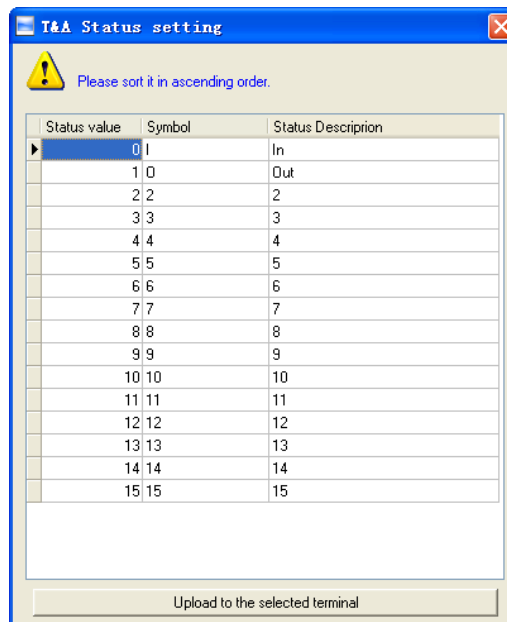 T&A Status setting
Please sort it in ascending order.
Status value Symbol Status Descriprion
0 I In
1 O Out
2 2 2
3 3 3
4 4 4
5 5 5
6 6 6
7 7 7
8 8 8
9 9 9
10 10 10
11 11 11
12 12 12
13 13 13
14 14 14
15 15 15
Upload to the selected terminal